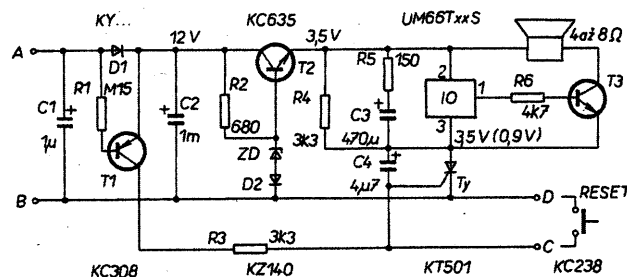 KY... KC635 UM66TxxS
A D1 12 V T2 3,5 V 4až 8Ω
R1 M15 R2 R5 150 2 IO 1 R6 4k7 T3
C1 + 1µ C2 + 1m 680 R4 3k3 C3 + 470µ 3 3,5V (0,9V)
T1 ZD D2 C4 + 4µ7 Ty
B D RESET
R3 3k3 C
KC308 KZ140 KT501 KC238